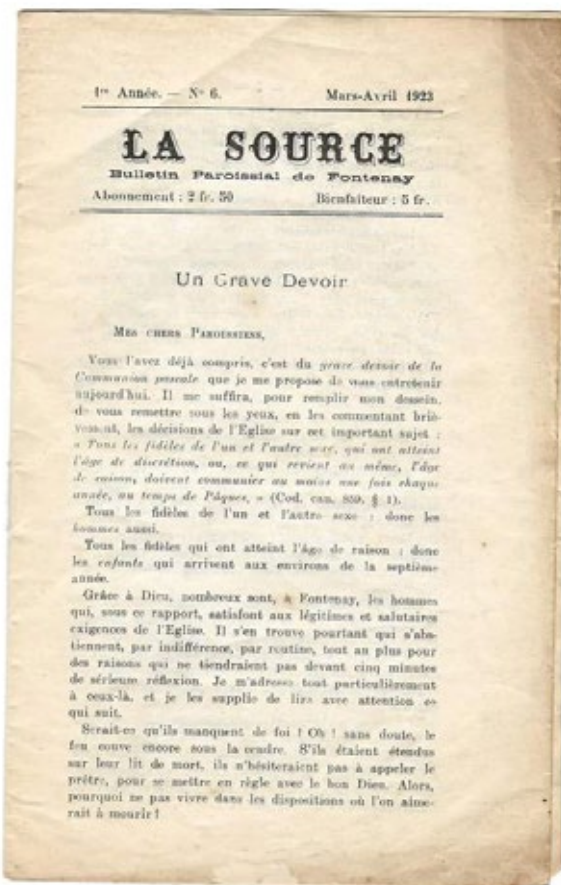 1re Année. — N° 6. Mars-Avril 1923
LA SOURCE
Bulletin Paroissial de Fontenay
Abonnement : 2 fr. 50 Bienfaiteur : 5 fr.
Un Grave Devoir
MES CHERS PAROISSIENS,
Vous l'avez déjà compris, c'est du grave devoir de la
Communion pascale que je me propose de vous entretenir
aujourd'hui. Il me suffira, pour remplir mon dessein,
de vous remettre sous les yeux, en les commentant briè-
vement, les décisions de l'Eglise sur cet important sujet :
« Tous les fidèles de l'un et l'autre sexe, qui ont atteint
l'âge de discrétion, ou, ce qui revient au même, l'âge
de raison, doivent communier au moins une fois chaque
année, au temps de Pâques, » (Cod. can. 859, § 1).
Tous les fidèles de l'un et l'autre sexe : donc les
hommes aussi.
Tous les fidèles qui ont atteint l'âge de raison : donc
les enfants qui arrivent aux environs de la septième
année.
Grâce à Dieu, nombreux sont, à Fontenay, les hommes
qui, sous ce rapport, satisfont aux légitimes et salutaires
exigences de l'Eglise. Il s'en trouve pourtant qui s'abs-
tiennent, par indifférence, par routine, tout au plus pour
des raisons qui ne tiendraient pas devant cinq minutes
de sérieuse réflexion. Je m'adresse tout particulièrement
à ceux-là, et je les supplie de lire avec attention ce
qui suit.
Serait-ce qu'ils manquent de foi ! Oh ! sans doute, le
feu couve encore sous la cendre. S'ils étaient étendus
sur leur lit de mort, ils n'hésiteraient pas à appeler le
prêtre, pour se mettre en règle avec le bon Dieu. Alors,
pourquoi ne pas vivre dans les dispositions où l'on aime-
rait à mourir !